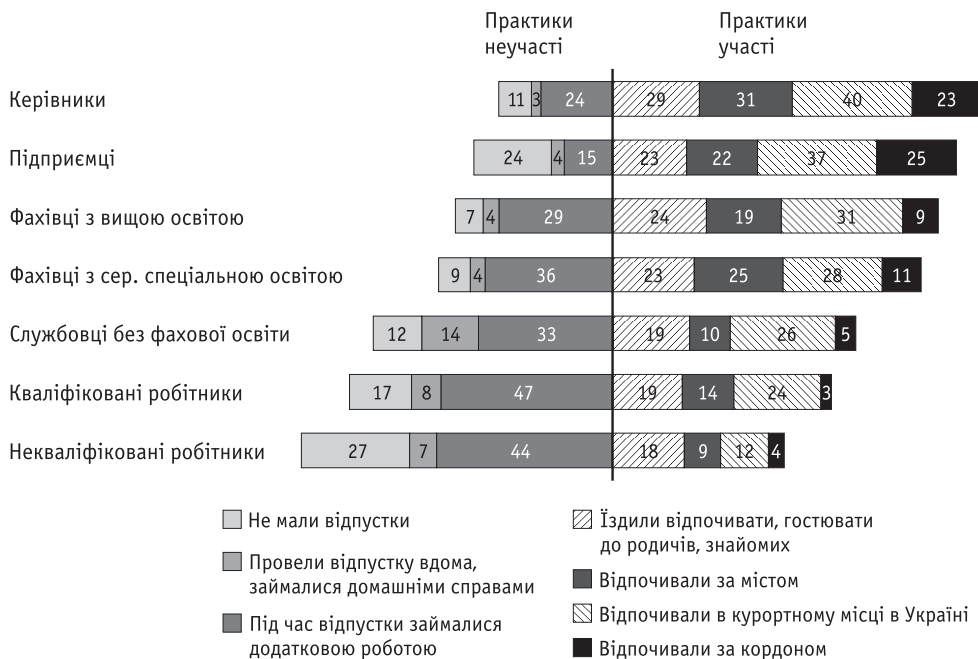 Практики
неучасті
Практики
участі
Керівники 11 3 24 29 31 40 23
Підприємці 24 4 15 23 22 37 25
Фахівці з вищою освітою 7 4 29 24 19 31 9
Фахівці з сер. спеціальною освітою 9 4 36 23 25 28 11
Службовці без фахової освіти 12 14 33 19 10 26 5
Кваліфіковані робітники 17 8 47 19 14 24 3
Некваліфіковані робітники 27 7 44 18 9 12 4
Не мали відпустки
Провели відпустку вдома,
займалися домашніми справами
Під час відпустки займалися
додатковою роботою
Їздили відпочивати, гостювати
до родичів, знайомих
Відпочивали за містом
Відпочивали в курортному місці в Україні
Відпочивали за кордоном